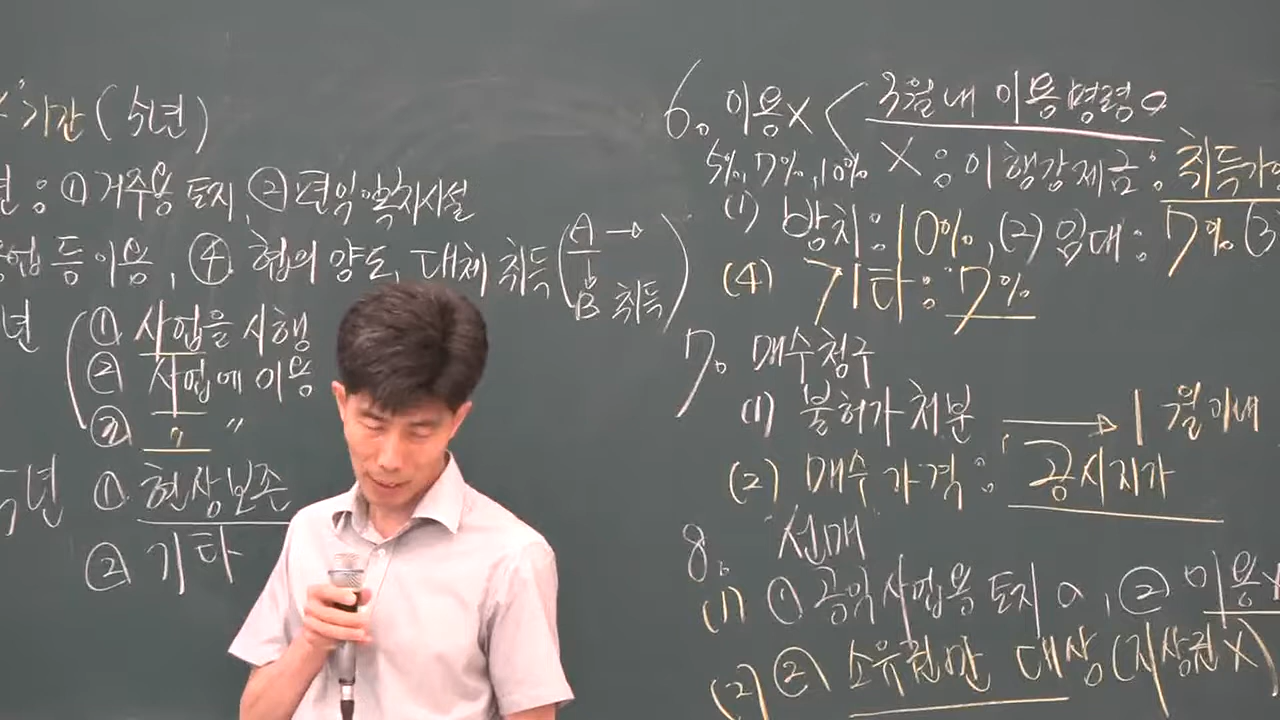 기간 (5년)
년 : ① 거주용 토지, ② 편익•복지시설
등 이용, ④ 협의 양도, 대체 취득 (A →
B 취득)
년 ( ① 사업을 시행
② 사업에 이용
② 〃 〃
5년 ① 현상보존
② 기타
6. 이용X < 3월내 이용명령o
5%, 7%, 10% X : 이행강제금 : 취득가
(1) 방치 : 10%, (2) 임대 : 7% (3)
(4) 기타 : 7%
7. 매수청구
(1) 불허가 처분 → 1월이내
(2) 매수가격 : 공시지가
8. 선매
(1) ① 공익사업용 토지 o, ② 이용X
(2) ② 소유권만 대상 (지상권X)